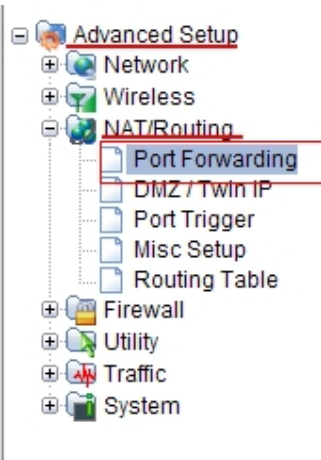 Advanced Setup
Network
Wireless
NAT/Routing
Port Forwarding
DMZ / Twin IP
Port Trigger
Misc Setup
Routing Table
Firewall
Utility
Traffic
System